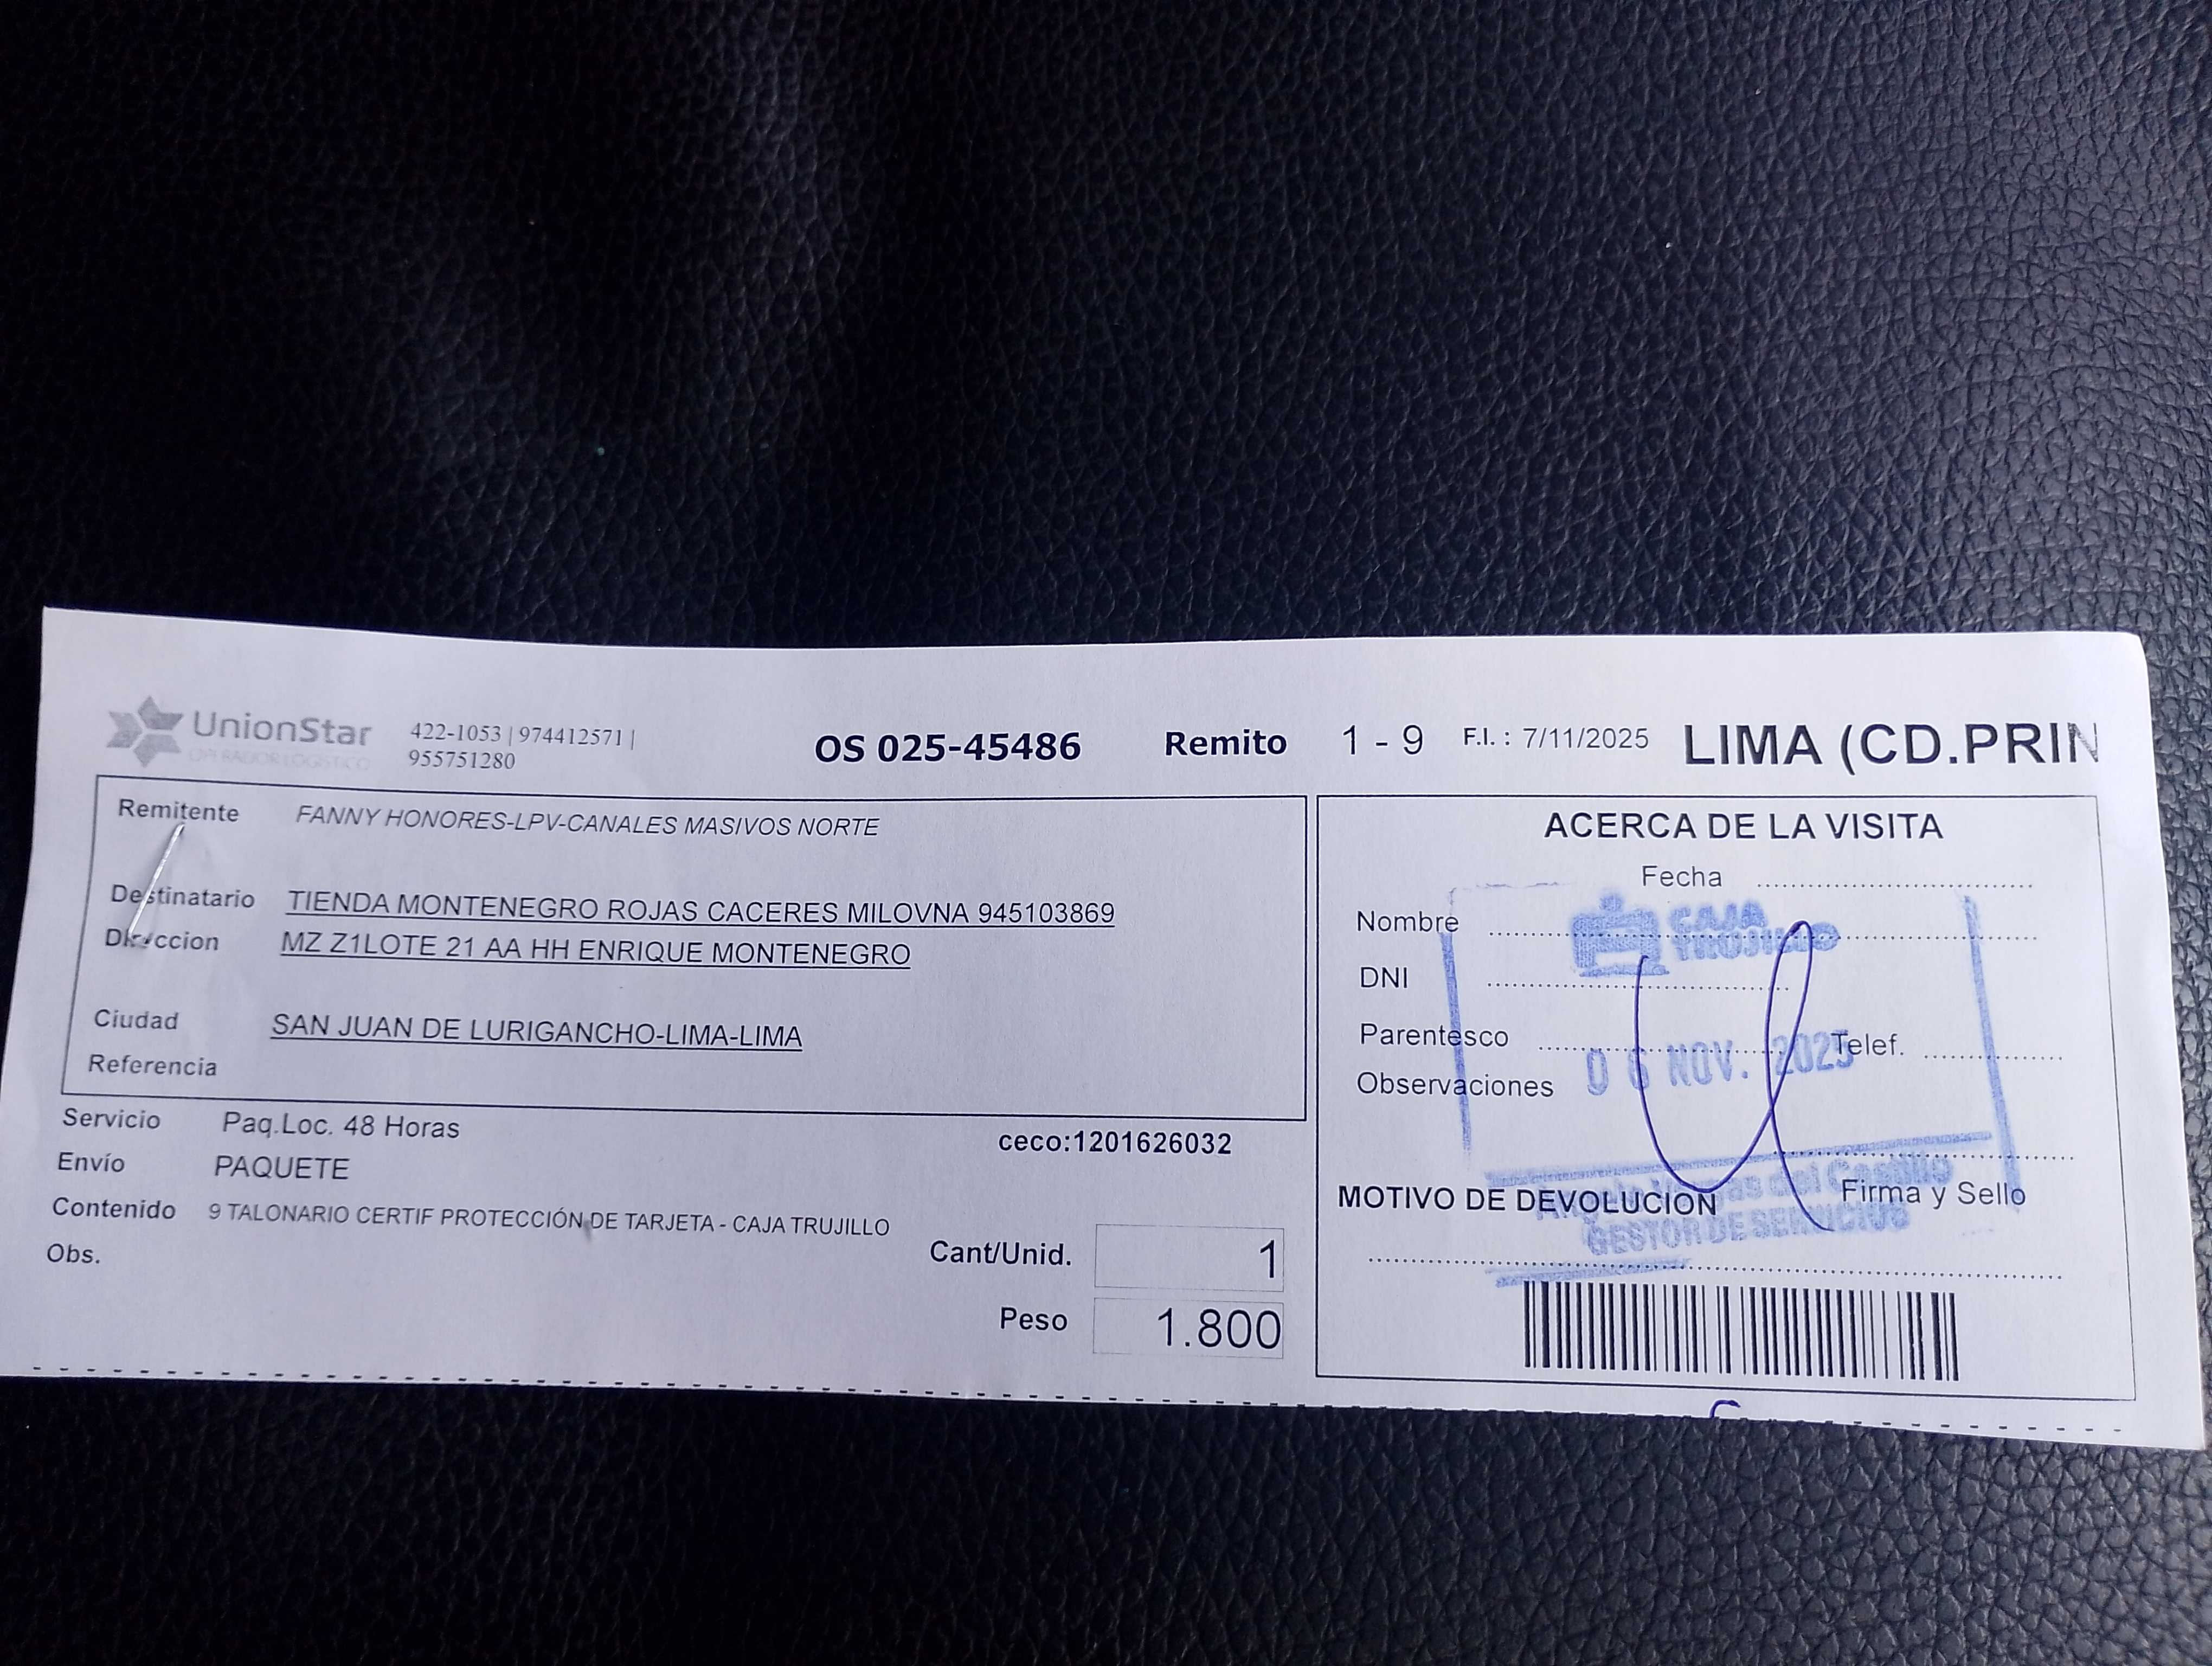 UnionStar
OPERADOR LOGISTICO
422-1053 | 974412571 |
955751280
OS 025-45486 Remito 1 - 9 F.I. : 7/11/2025 LIMA (CD.PRIN
Remitente FANNY HONORES-LPV-CANALES MASIVOS NORTE
Destinatario TIENDA MONTENEGRO ROJAS CACERES MILOVNA 945103869
Direccion MZ Z1LOTE 21 AA HH ENRIQUE MONTENEGRO
Ciudad SAN JUAN DE LURIGANCHO-LIMA-LIMA
Referencia
Servicio Paq.Loc. 48 Horas
ceco:1201626032
Envío PAQUETE
Contenido 9 TALONARIO CERTIF PROTECCIÓN DE TARJETA - CAJA TRUJILLO
Obs.
Cant/Unid. 1
Peso 1.800
ACERCA DE LA VISITA
Fecha
Nombre
DNI
Parentesco Telef.
Observaciones
MOTIVO DE DEVOLUCION Firma y Sello
CAJA
TRUJILLO
NOV. 2025
del Castillo
GESTOR DE SERVICIOS